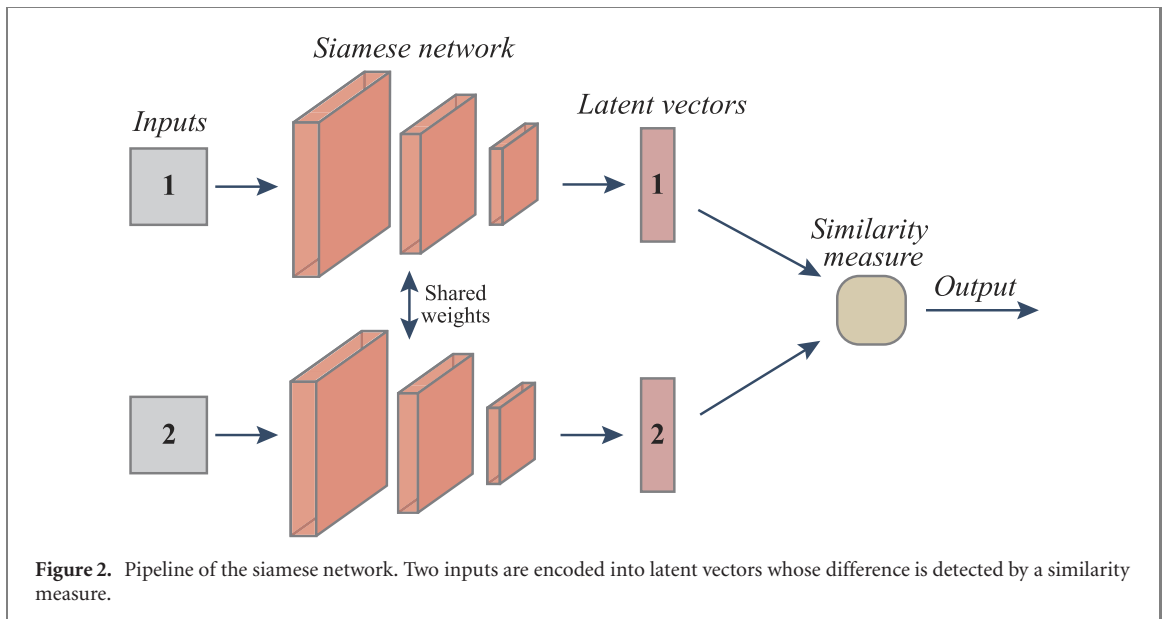 Siamese network
Inputs
Latent vectors
1
1
Similarity
measure
Output
Shared
weights
2
2
Figure 2. Pipeline of the siamese network. Two inputs are encoded into latent vectors whose difference is detected by a similarity
measure.